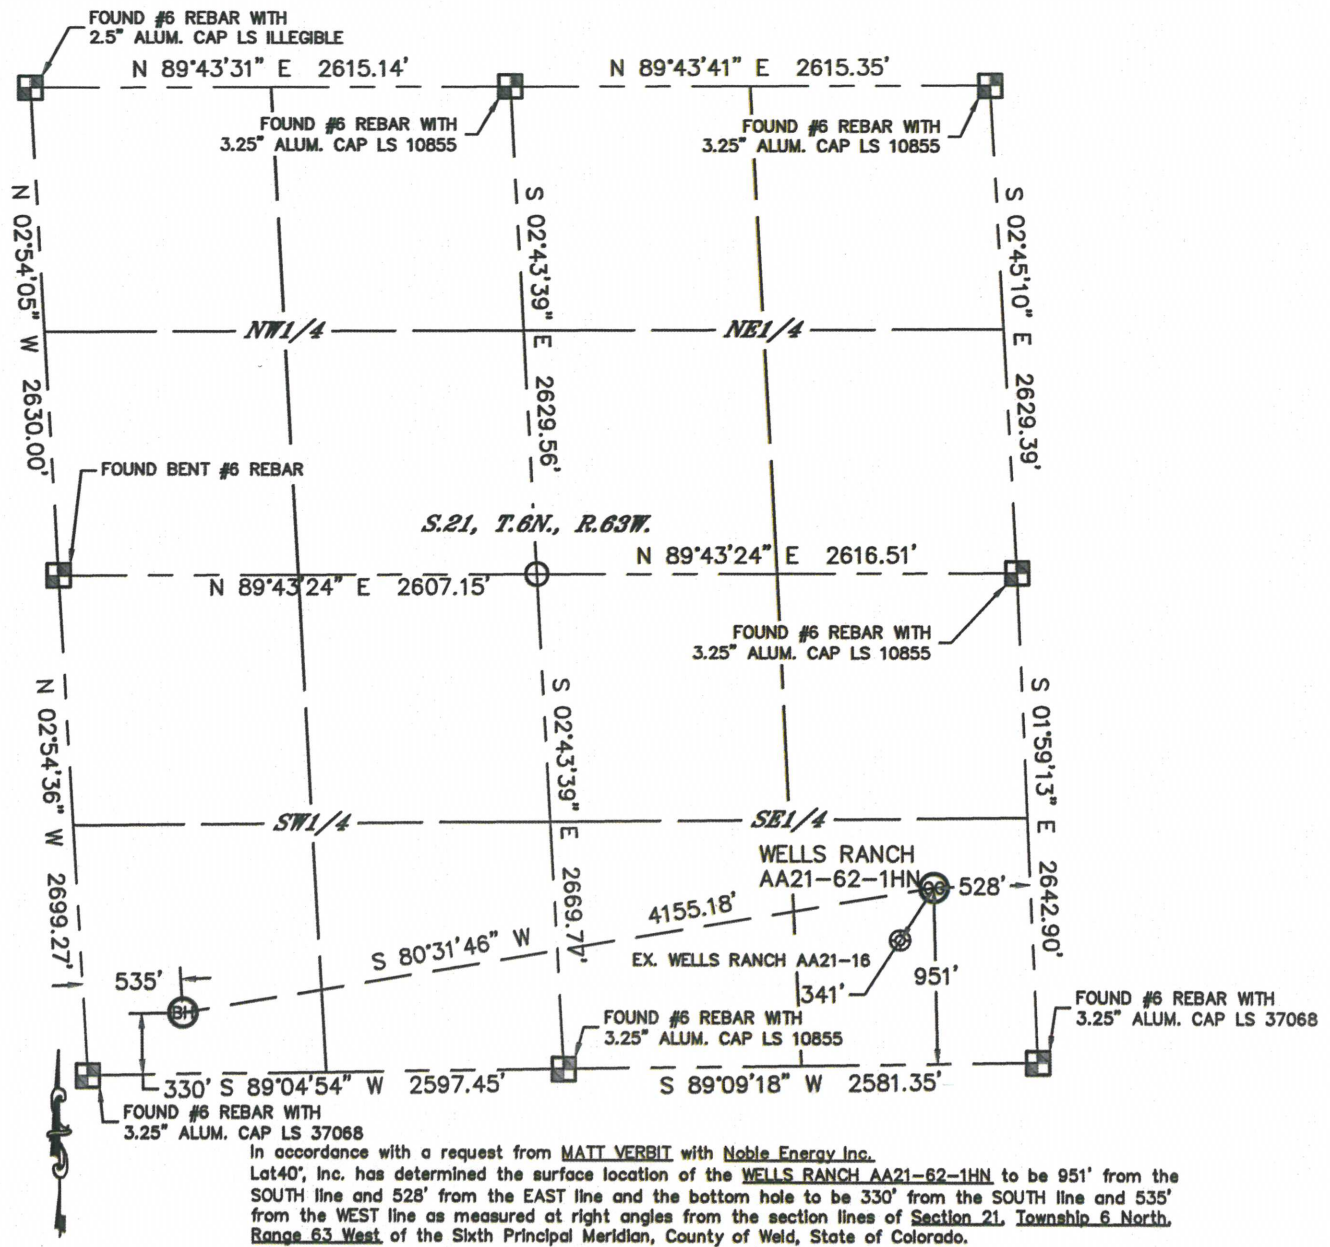 FOUND #6 REBAR WITH
2.5" ALUM. CAP LS ILLEGIBLE
N 89°43'31" E 2615.14'
N 89°43'41" E 2615.35'
FOUND #6 REBAR WITH
3.25" ALUM. CAP LS 10855
FOUND #6 REBAR WITH
3.25" ALUM. CAP LS 10855
N 02°54'05" W 2630.00'
S 02°43'39" E 2629.56'
S 02°45'10" E 2629.39'
NW1/4
NE1/4
FOUND BENT #6 REBAR
S.21, T.6N., R.63W.
N 89°43'24" E 2616.51'
N 89°43'24" E 2607.15'
FOUND #6 REBAR WITH
3.25" ALUM. CAP LS 10855
N 02°54'36" W 2699.27'
S 02°43'39" E 2669.77'
S 01°59'13" E 2642.90'
SW1/4
SE1/4
WELLS RANCH
AA21-62-1HN
528'
4155.18'
S 80°31'46" W
EX. WELLS RANCH AA21-16
951'
341'
535'
BH
FOUND #6 REBAR WITH
3.25" ALUM. CAP LS 37068
FOUND #6 REBAR WITH
3.25" ALUM. CAP LS 10855
330' S 89°04'54" W 2597.45'
S 89°09'18" W 2581.35'
FOUND #6 REBAR WITH
3.25" ALUM. CAP LS 37068
In accordance with a request from MATT VERBIT with Noble Energy Inc.
Lat40°, Inc. has determined the surface location of the WELLS RANCH AA21-62-1HN to be 951' from the
SOUTH line and 528' from the EAST line and the bottom hole to be 330' from the SOUTH line and 535'
from the WEST line as measured at right angles from the section lines of Section 21, Township 6 North,
Range 63 West of the Sixth Principal Meridian, County of Weld, State of Colorado.